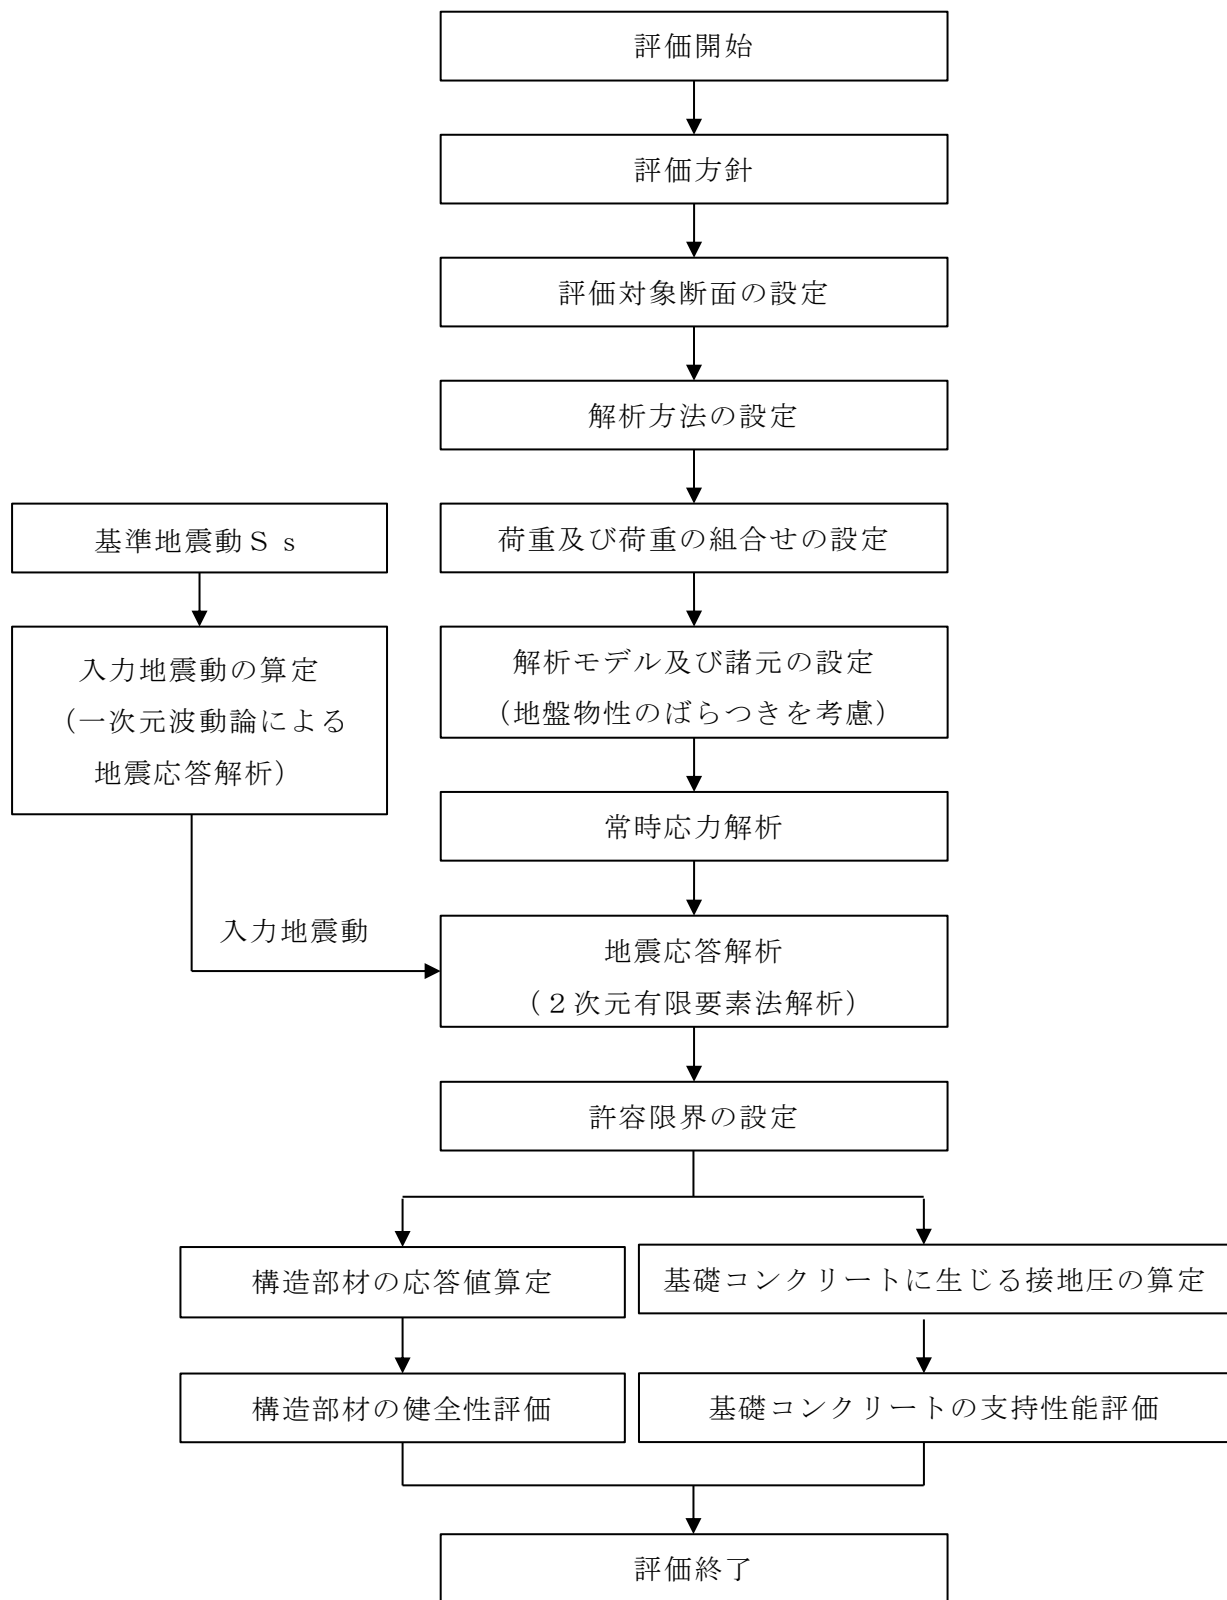 評価開始
評価方針
評価対象断面の設定
解析方法の設定
基準地震動Ｓｓ
荷重及び荷重の組合せの設定
入力地震動の算定
（一次元波動論による
地震応答解析）
解析モデル及び諸元の設定
（地盤物性のばらつきを考慮）
常時応力解析
入力地震動
地震応答解析
（２次元有限要素法解析）
許容限界の設定
構造部材の応答値算定
基礎コンクリートに生じる接地圧の算定
構造部材の健全性評価
基礎コンクリートの支持性能評価
評価終了